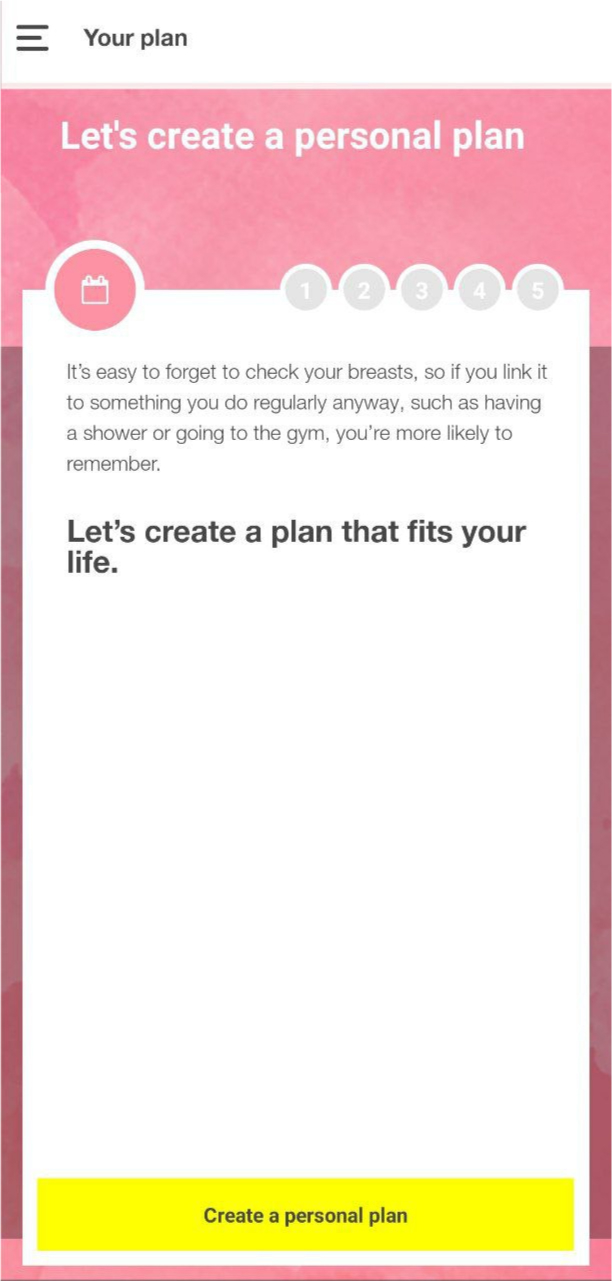 Your plan
Let's create a personal plan
1 2 3 4 5
It’s easy to forget to check your breasts, so if you link it
to something you do regularly anyway, such as having
a shower or going to the gym, you’re more likely to
remember.
Let’s create a plan that fits your
life.
Create a personal plan